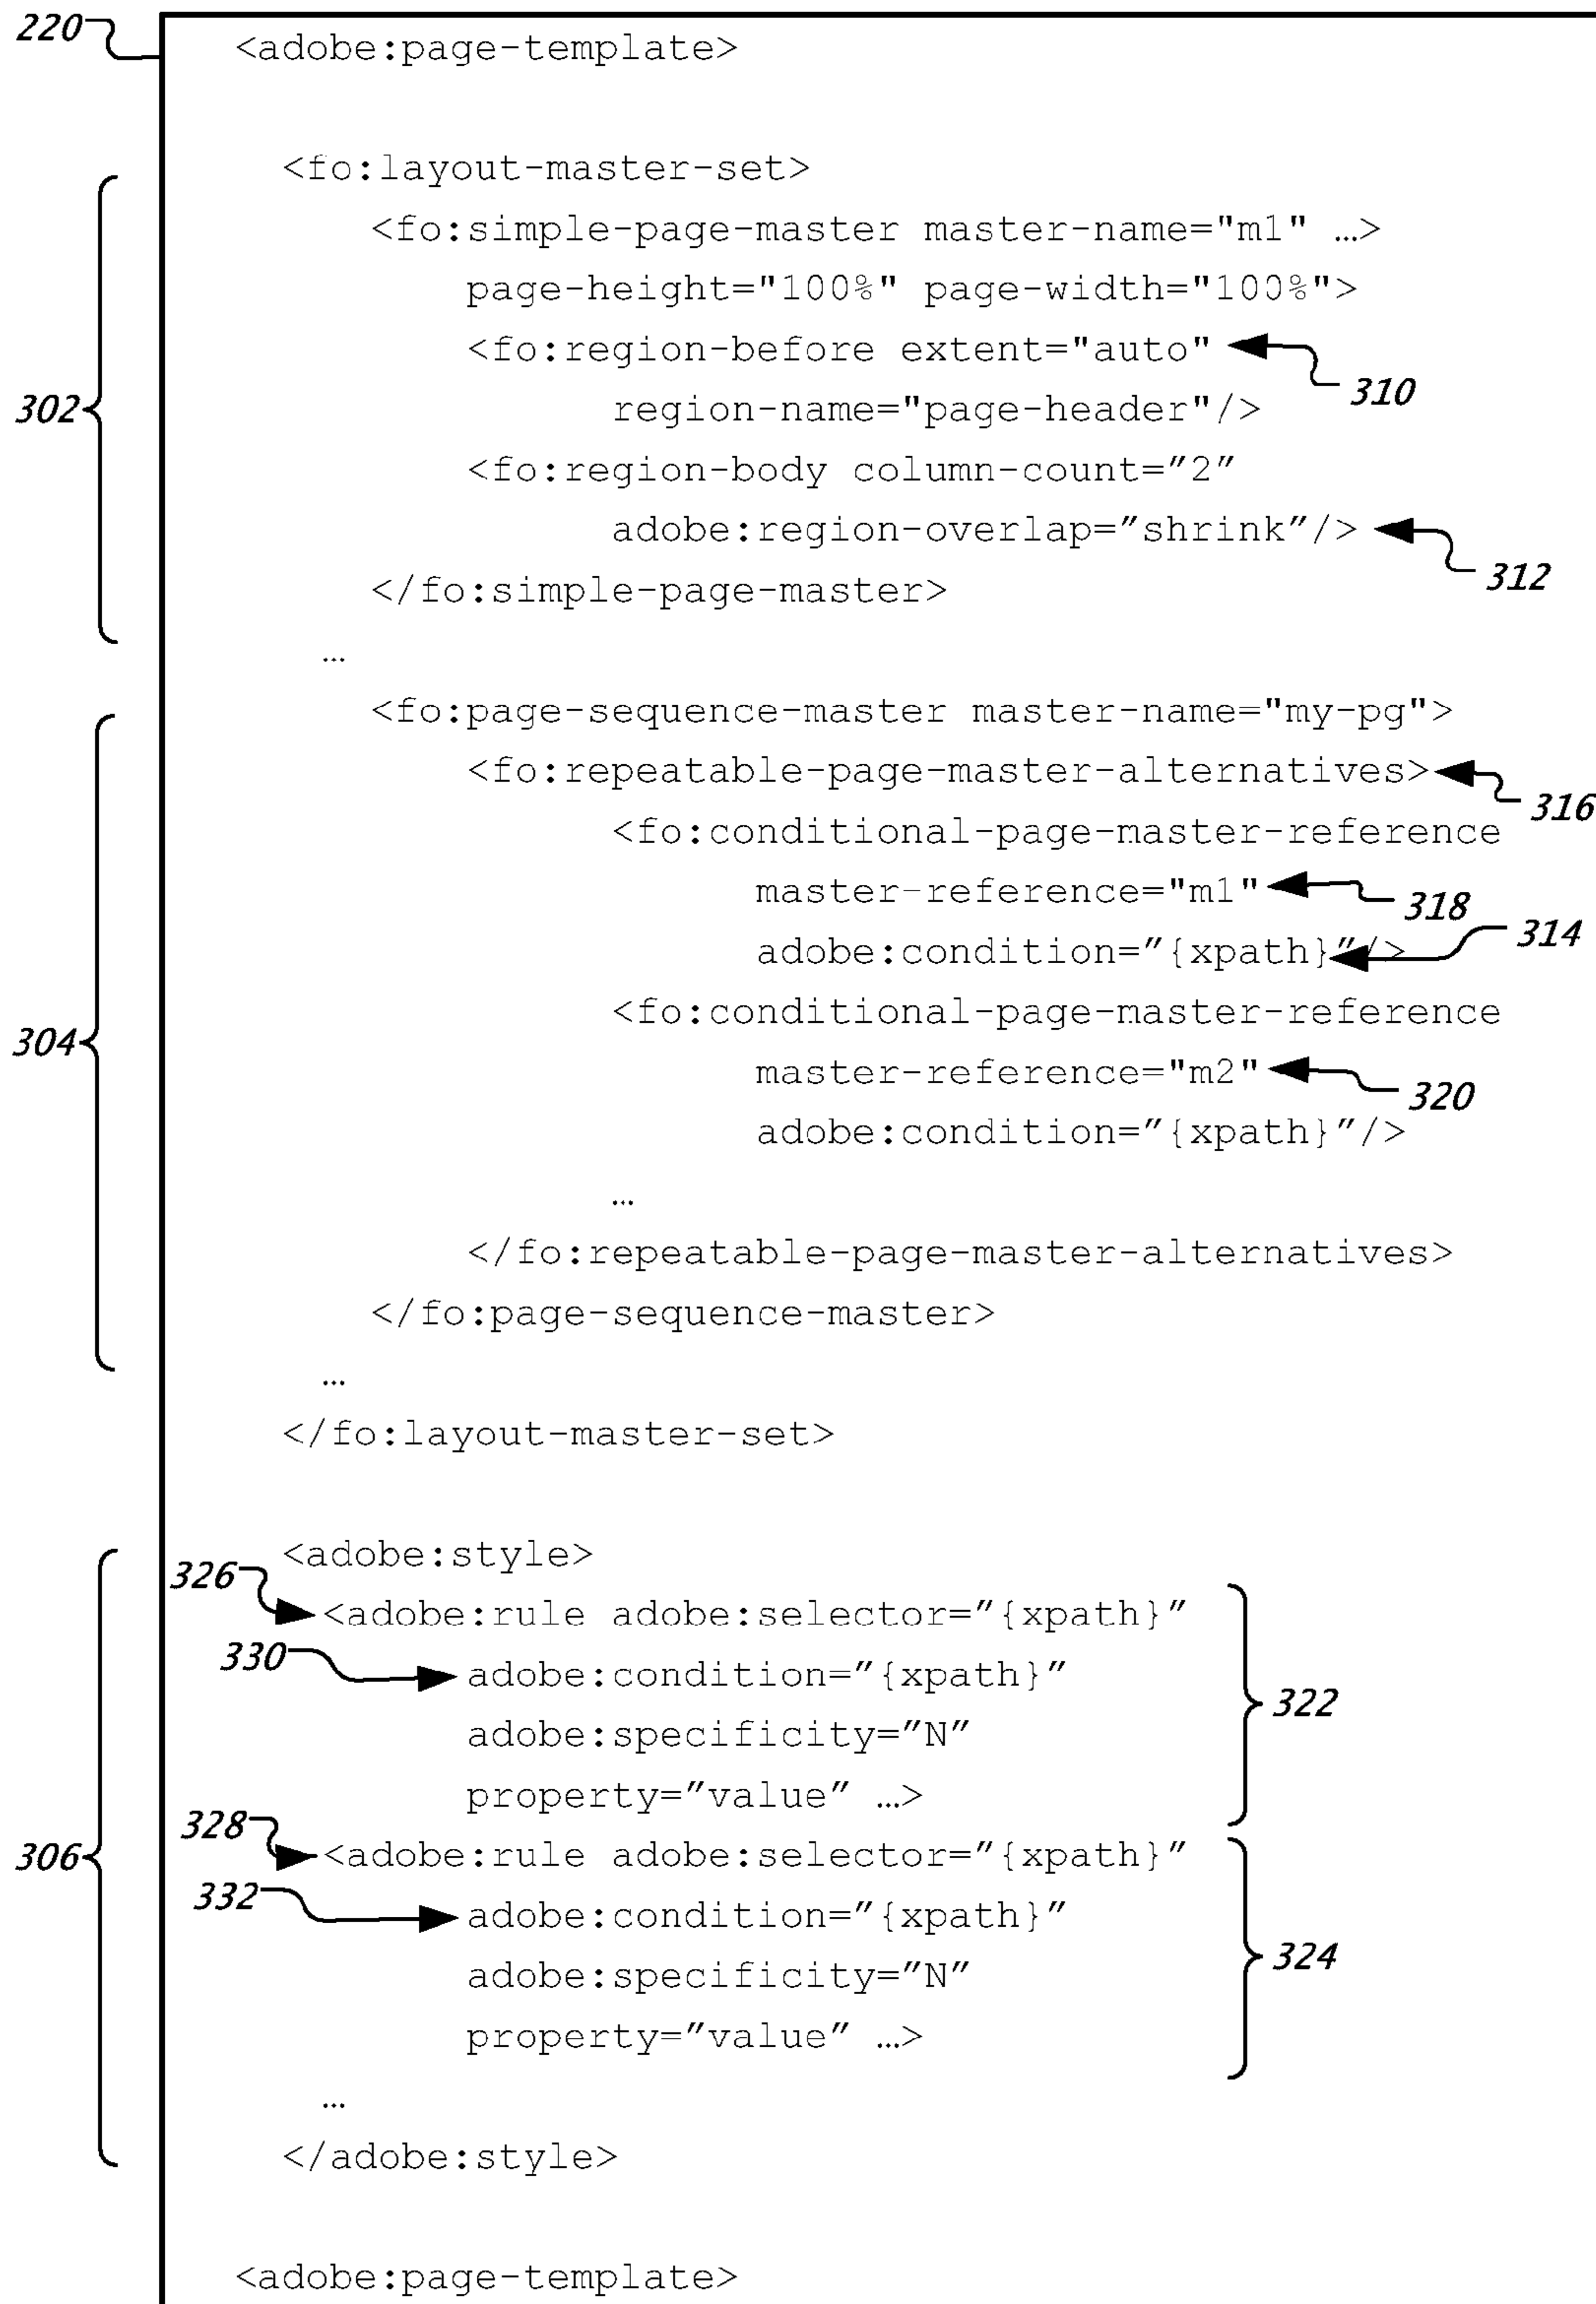 220
<adobe:page-template>
<fo:layout-master-set>
<fo:simple-page-master master-name="m1" …>
page-height="100%" page-width="100%">
<fo:region-before extent="auto"
310
302
region-name="page-header"/>
<fo:region-body column-count=”2”
adobe:region-overlap=”shrink”/>
312
</fo:simple-page-master>
…
<fo:page-sequence-master master-name="my-pg">
<fo:repeatable-page-master-alternatives>
316
<fo:conditional-page-master-reference
master-reference="m1"
318
314
adobe:condition=”{xpath}”/>
<fo:conditional-page-master-reference
304
master-reference="m2"
320
adobe:condition=”{xpath}”/>
…
</fo:repeatable-page-master-alternatives>
</fo:page-sequence-master>
…
</fo:layout-master-set>
<adobe:style>
326
<adobe:rule adobe:selector=”{xpath}”
330
adobe:condition=”{xpath}”
322
adobe:specificity=”N”
property=”value” …>
328
306
<adobe:rule adobe:selector=”{xpath}”
332
adobe:condition=”{xpath}”
324
adobe:specificity=”N”
property=”value” …>
…
</adobe:style>
<adobe:page-template>